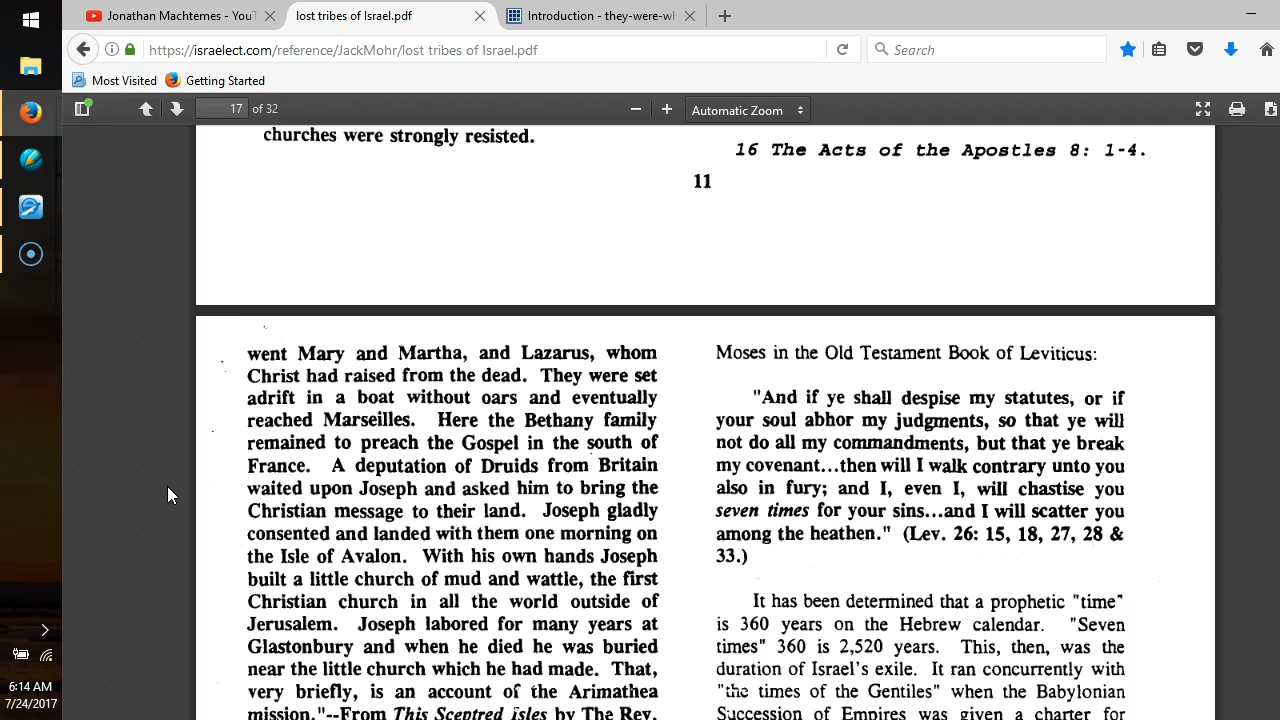 Jonathan Machtemes - YouT
lost tribes of Israel.pdf
Introduction - they-were-wh
https://israelect.com/reference/JackMohr/lost tribes of Israel.pdf
Search
Most Visited
Getting Started
17 of 32
Automatic Zoom
churches were strongly resisted.
16 The Acts of the Apostles 8: 1-4.
11
went Mary and Martha, and Lazarus, whom
Christ had raised from the dead. They were set
adrift in a boat without oars and eventually
reached Marseilles. Here the Bethany family
remained to preach the Gospel in the south of
France. A deputation of Druids from Britain
waited upon Joseph and asked him to bring the
Christian message to their land. Joseph gladly
consented and landed with them one morning on
the Isle of Avalon. With his own hands Joseph
built a little church of mud and wattle, the first
Christian church in all the world outside of
Jerusalem. Joseph labored for many years at
Glastonbury and when he died he was buried
near the little church which he had made. That,
very briefly, is an account of the Arimathea
mission."--From This Sceptred Isles by The Rev.
Moses in the Old Testament Book of Leviticus:
"And if ye shall despise my statutes, or if
your soul abhor my judgments, so that ye will
not do all my commandments, but that ye break
my covenant...then will I walk contrary unto you
also in fury; and I, even I, will chastise you
seven times for your sins...and I will scatter you
among the heathen." (Lev. 26: 15, 18, 27, 28 &
33.)
It has been determined that a prophetic "time"
is 360 years on the Hebrew calendar. "Seven
times" 360 is 2,520 years. This, then, was the
duration of Israel's exile. It ran concurrently with
"the times of the Gentiles" when the Babylonian
Succession of Empires was given a charter for
6:14 AM
7/24/2017